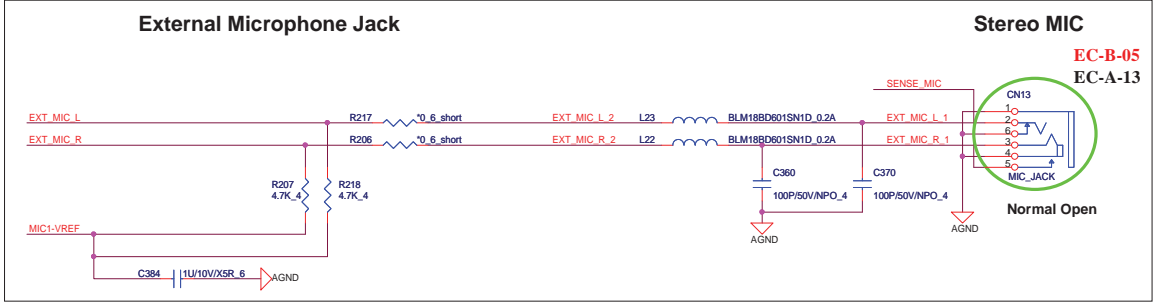 External Microphone Jack
Stereo MIC
EC-B-05
EC-A-13
SENSE_MIC
CN13
EXT_MIC_L
R217
*0_6_short
EXT_MIC_L_2
L23
BLM18BD601SN1D_0.2A
EXT_MIC_L_1
1
2
6
3
4
5
EXT_MIC_R
R206
*0_6_short
EXT_MIC_R_2
L22
BLM18BD601SN1D_0.2A
EXT_MIC_R_1
MIC_JACK
R207
4.7K_4
R218
4.7K_4
C360
100P/50V/NPO_4
C370
100P/50V/NPO_4
Normal Open
MIC1-VREF
AGND
AGND
C384
1U/10V/X5R_6
AGND